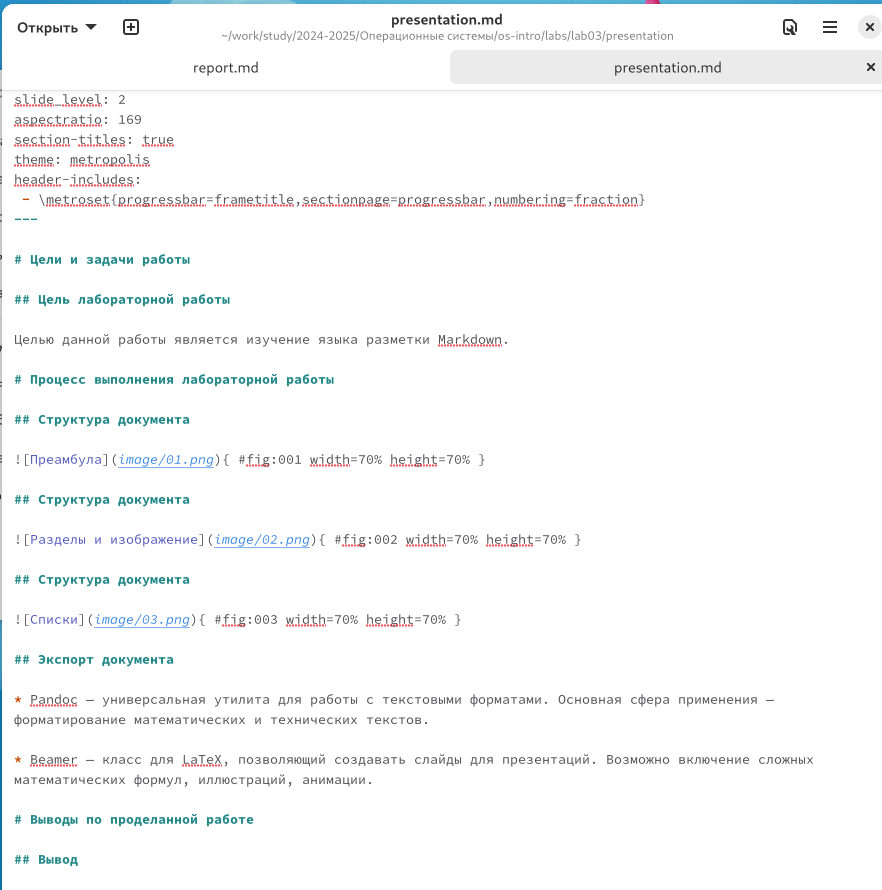 Открыть
presentation.md
~/work/study/2024-2025/Операционные системы/os-intro/labs/lab03/presentation
report.md
presentation.md
slide_level: 2
aspectratio: 169
section-titles: true
theme: metropolis
header-includes:
 - \metroset{progressbar=frametitle,sectionpage=progressbar,numbering=fraction}
---
# Цели и задачи работы
## Цель лабораторной работы
Целью данной работы является изучение языка разметки Markdown.
# Процесс выполнения лабораторной работы
## Структура документа
![Преамбула](image/01.png){ #fig:001 width=70% height=70% }
## Структура документа
![Разделы и изображение](image/02.png){ #fig:002 width=70% height=70% }
## Структура документа
![Списки](image/03.png){ #fig:003 width=70% height=70% }
## Экспорт документа
* Pandoc — универсальная утилита для работы с текстовыми форматами. Основная сфера применения —
форматирование математических и технических текстов.
* Beamer — класс для LaTeX, позволяющий создавать слайды для презентаций. Возможно включение сложных
математических формул, иллюстраций, анимации.
# Выводы по проделанной работе
## Вывод